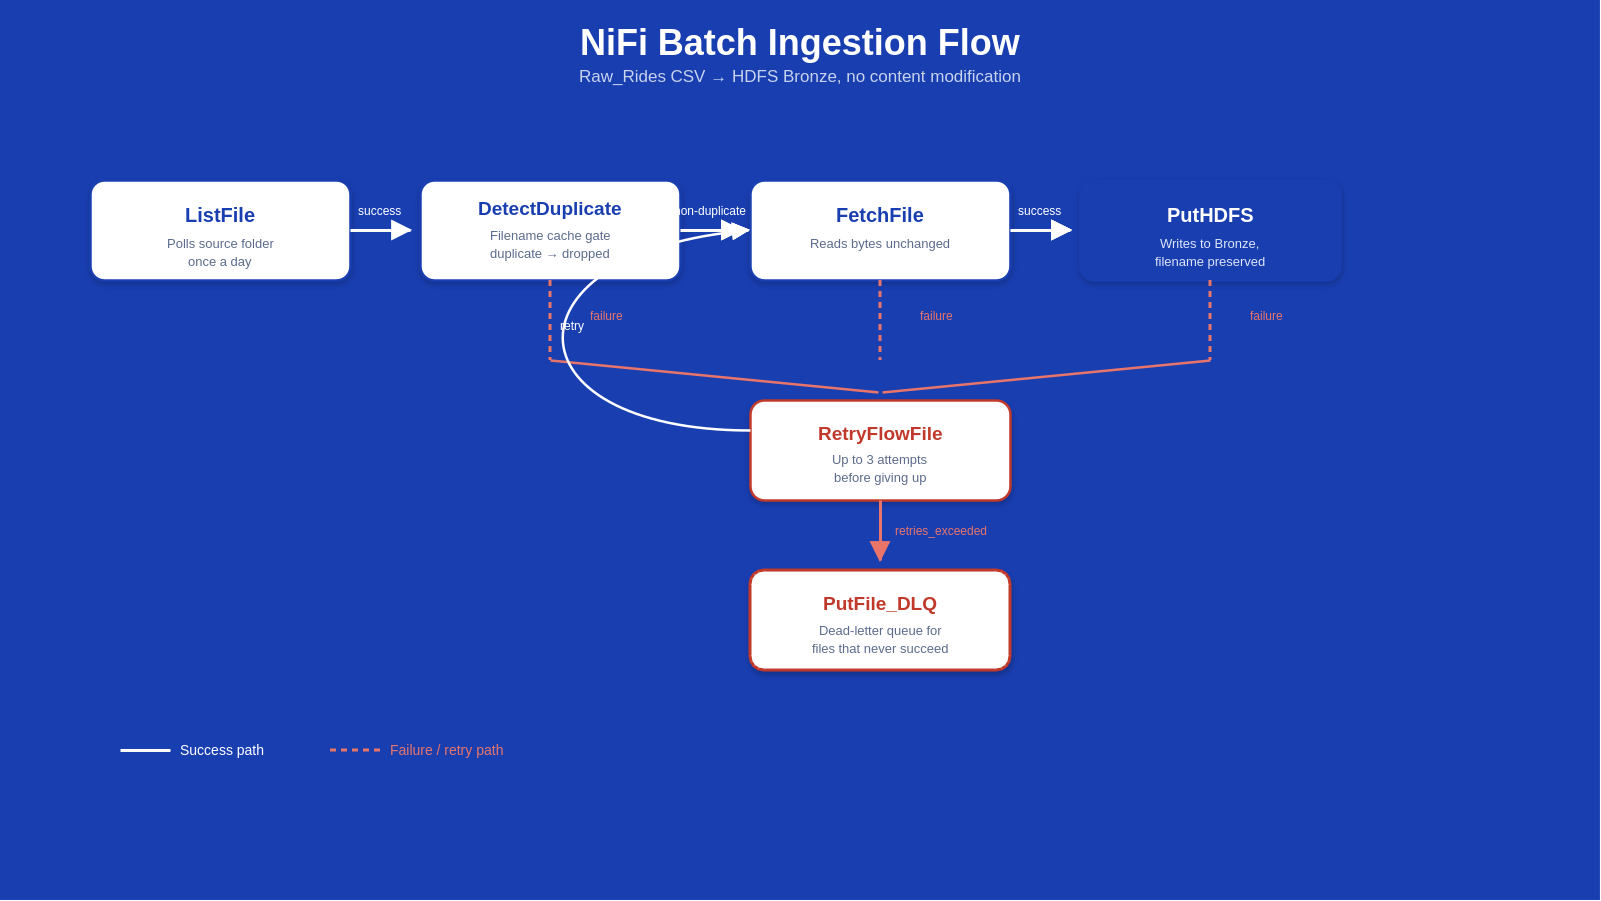 NiFi Batch Ingestion Flow
Raw_Rides CSV → HDFS Bronze, no content modification
ListFile
Polls source folder
once a day
success
DetectDuplicate
Filename cache gate
duplicate → dropped
non-duplicate
FetchFile
Reads bytes unchanged
success
PutHDFS
Writes to Bronze,
filename preserved
retry
failure
failure
failure
RetryFlowFile
Up to 3 attempts
before giving up
retries_exceeded
PutFile_DLQ
Dead-letter queue for
files that never succeed
Success path
Failure / retry path